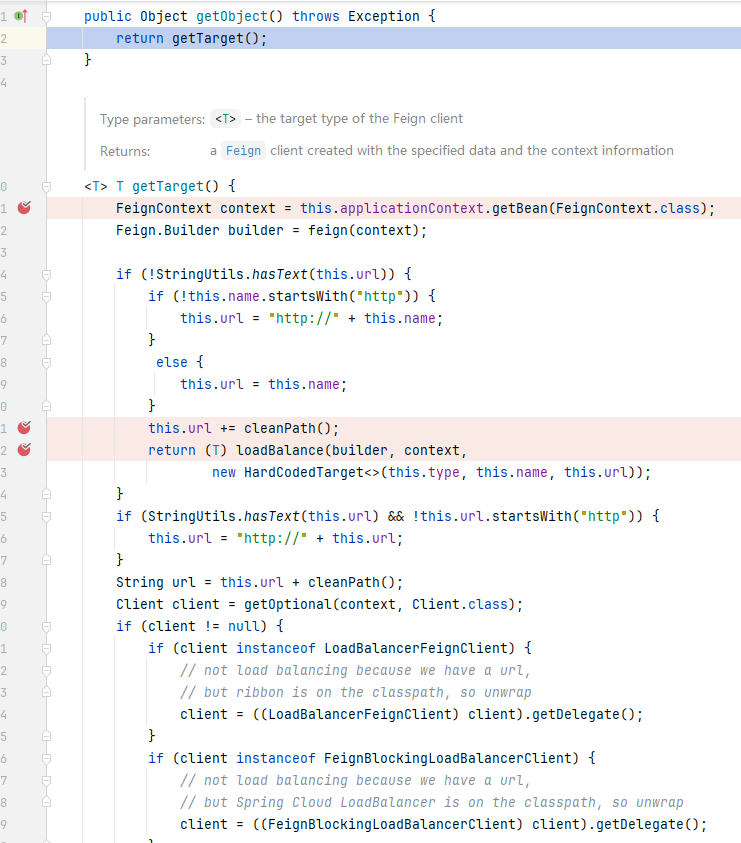 1 public Object getObject() throws Exception {
2 return getTarget();
3 }
4
Type parameters: <T> – the target type of the Feign client
Returns: a Feign client created with the specified data and the context information
0 <T> T getTarget() {
1 FeignContext context = this.applicationContext.getBean(FeignContext.class);
2 Feign.Builder builder = feign(context);
3
4 if (!StringUtils.hasText(this.url)) {
5 if (!this.name.startsWith("http")) {
6 this.url = "http://" + this.name;
7 }
8 else {
9 this.url = this.name;
0 }
1 this.url += cleanPath();
2 return (T) loadBalance(builder, context,
3 new HardCodedTarget<>(this.type, this.name, this.url));
4 }
5 if (StringUtils.hasText(this.url) && !this.url.startsWith("http")) {
6 this.url = "http://" + this.url;
7 }
8 String url = this.url + cleanPath();
9 Client client = getOptional(context, Client.class);
0 if (client != null) {
1 if (client instanceof LoadBalancerFeignClient) {
2 // not load balancing because we have a url,
3 // but ribbon is on the classpath, so unwrap
4 client = ((LoadBalancerFeignClient) client).getDelegate();
5 }
6 if (client instanceof FeignBlockingLoadBalancerClient) {
7 // not load balancing because we have a url,
8 // but Spring Cloud LoadBalancer is on the classpath, so unwrap
9 client = ((FeignBlockingLoadBalancerClient) client).getDelegate();
}